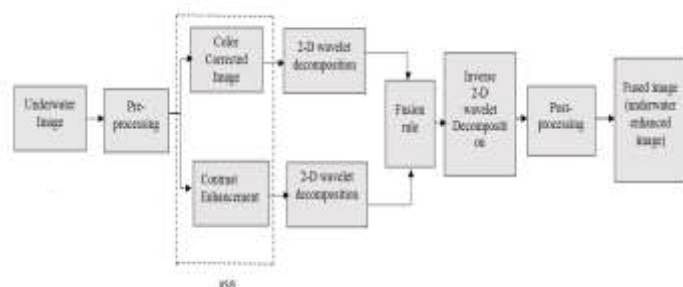 Underwater
Image
Pre-
processing
Color
Corrected
Image
2-D wavelet
decomposition
Contrast
Enhancement
2-D wavelet
decomposition
Fusion
rule
Inverse
2-D
wavelet
Decompositi
on
Post-
processing
Fused image
(underwater
enhanced
image)